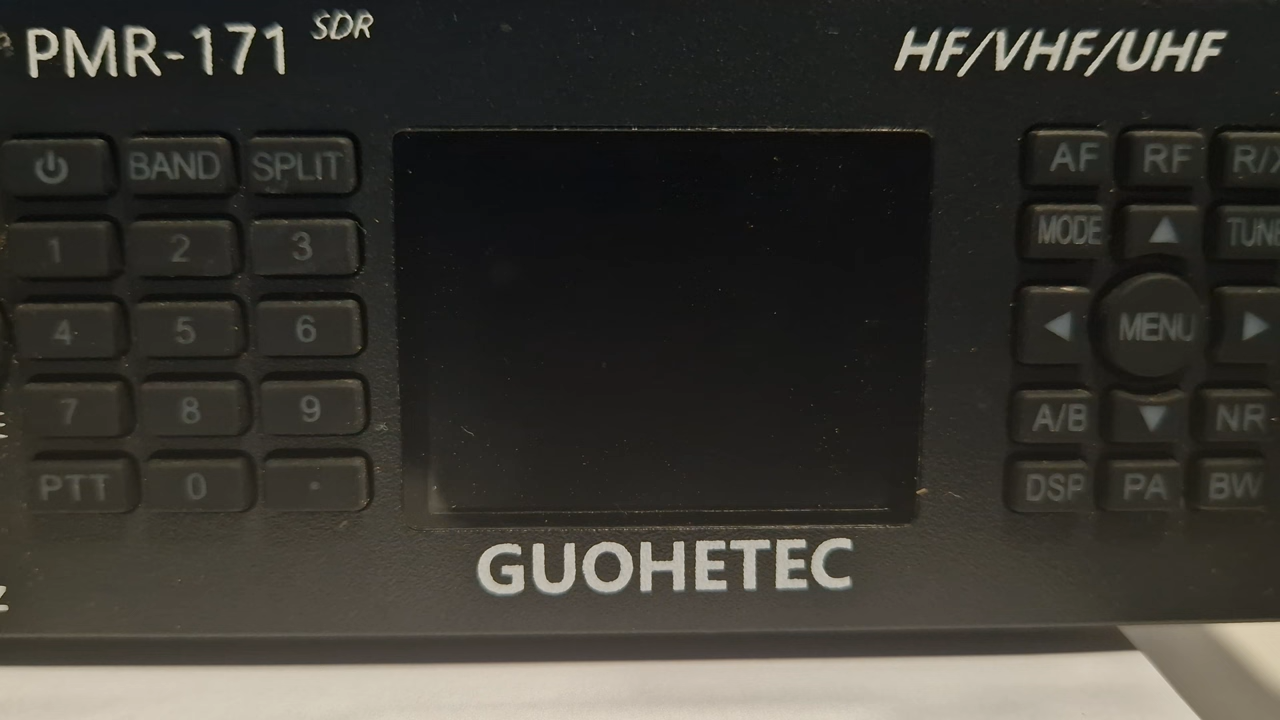 PMR-171 SDR
HF/VHF/UHF
BAND SPLIT
AF RF
1 2 3
MODE
4 5 6
MENU
7 8 9
A/B NR
PTT 0 .
DSP PA BW
GUOHETEC